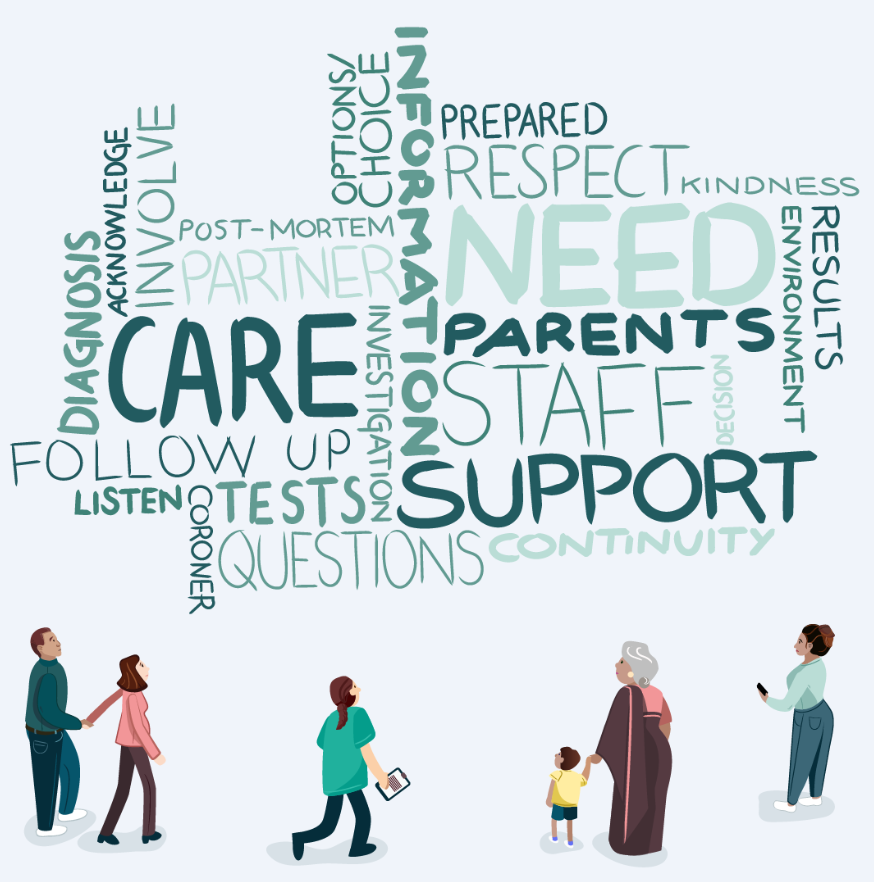 INFORMATION
OPTIONS/
CHOICE
PREPARED
RESPECT
KINDNESS
ACKNOWLEDGE
INVOLVE
POST-MORTEM
PARTNER
NEED
ENVIRONMENT
RESULTS
DIAGNOSIS
CARE
INVESTIGATION
PARENTS
STAFF
DECISION
FOLLOW UP
SUPPORT
LISTEN
TESTS
CORONER
QUESTIONS
CONTINUITY